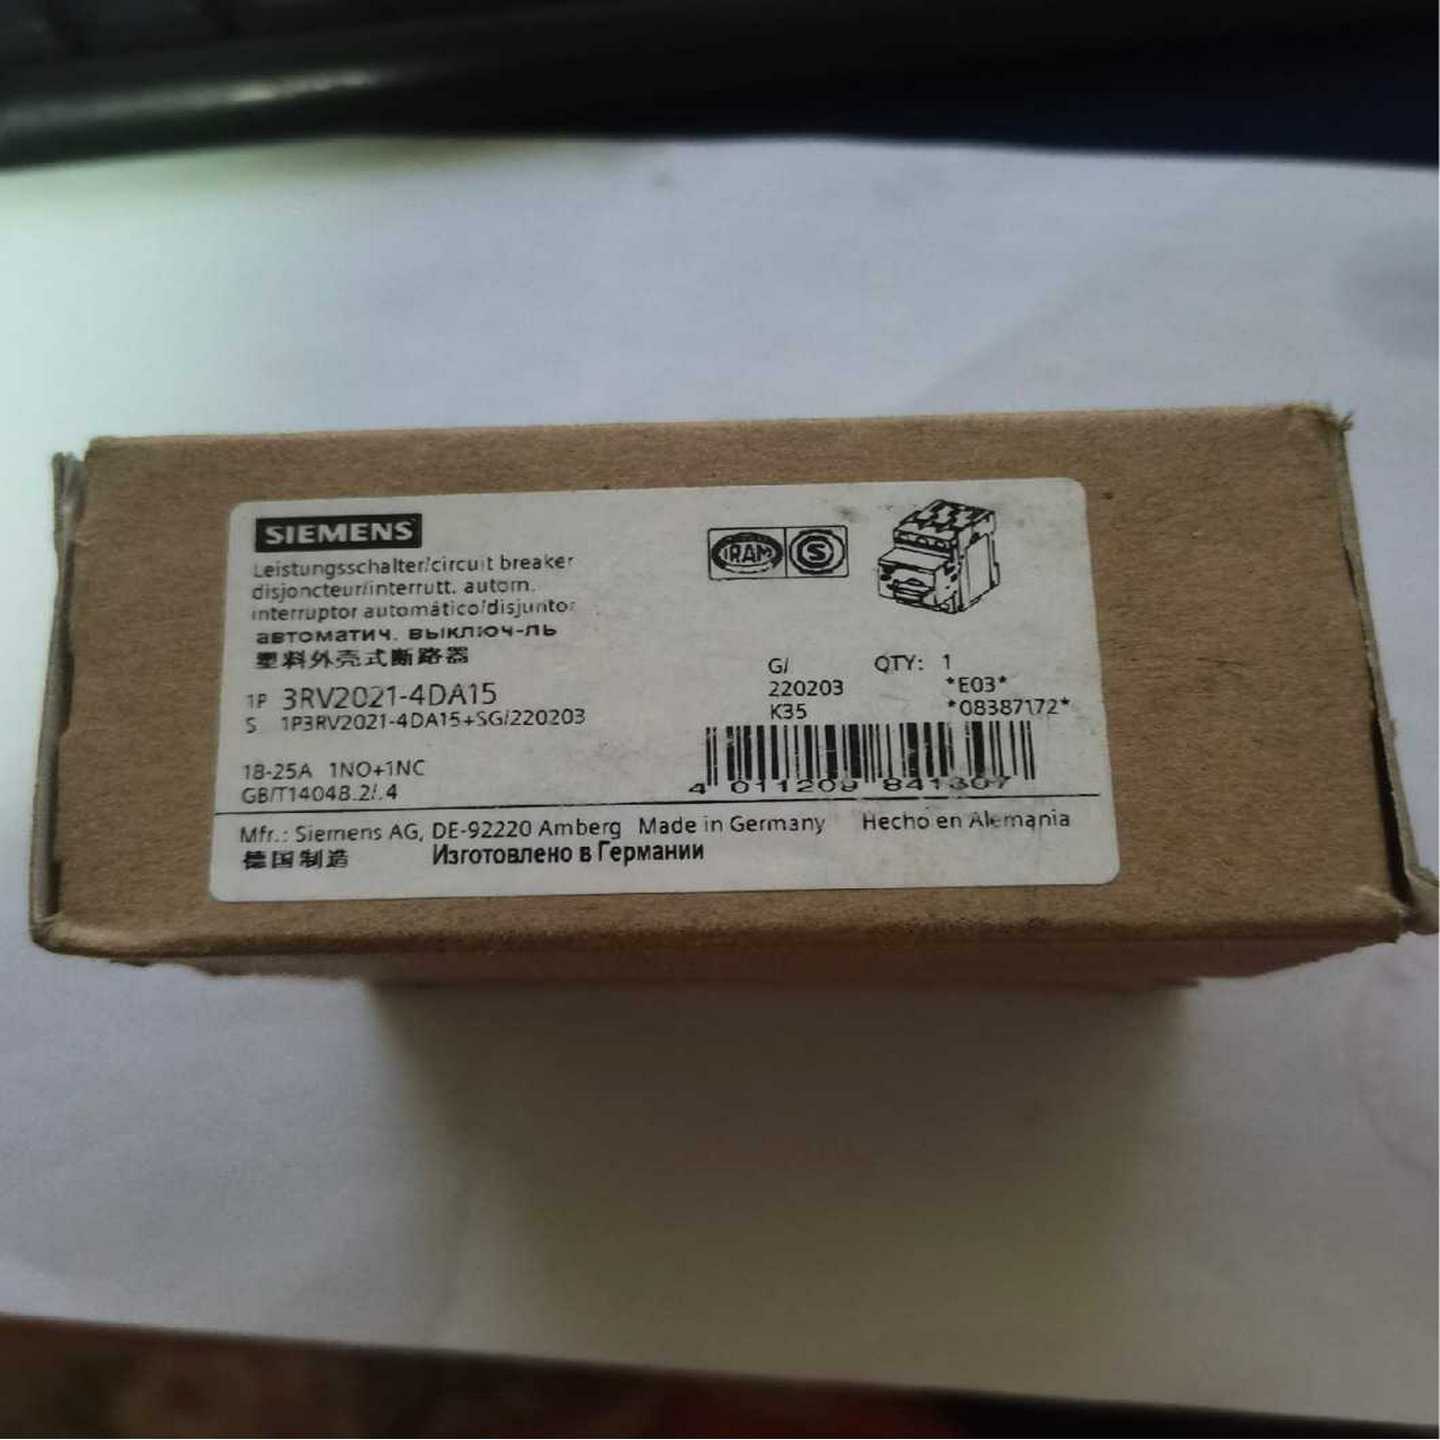 SIEMENS
Leistungsschalter/circuit breaker
disjoncteur/interrutt. autom.
interruptor automático/disjuntor
автоматич. выключ-ль
塑料外壳式断路器
IRAM S
1P 3RV2021-4DA15
S 1P3RV2021-4DA15+SG/220203
G/ QTY: 1
220203 *E03*
K35 *08387172*
18-25A 1NO+1NC
GB/T14048.2/.4
4 011209 841307
Mfr.: Siemens AG, DE-92220 Amberg Made in Germany Hecho en Alemania
德国制造 Изготовлено в Германии